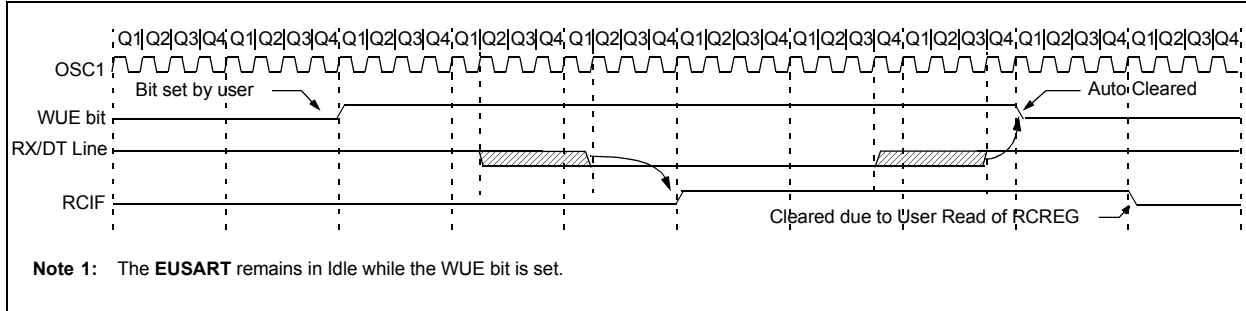 Q1 Q2 Q3 Q4 Q1 Q2 Q3 Q4 Q1 Q2 Q3 Q4 Q1 Q2 Q3 Q4 Q1 Q2 Q3 Q4 Q1 Q2 Q3 Q4 Q1 Q2 Q3 Q4 Q1 Q2 Q3 Q4 Q1 Q2 Q3 Q4 Q1 Q2 Q3 Q4
OSC1
Bit set by user
Auto Cleared
WUE bit
RX/DT Line
RCIF
Cleared due to User Read of RCREG
Note 1: The EUSART remains in Idle while the WUE bit is set.